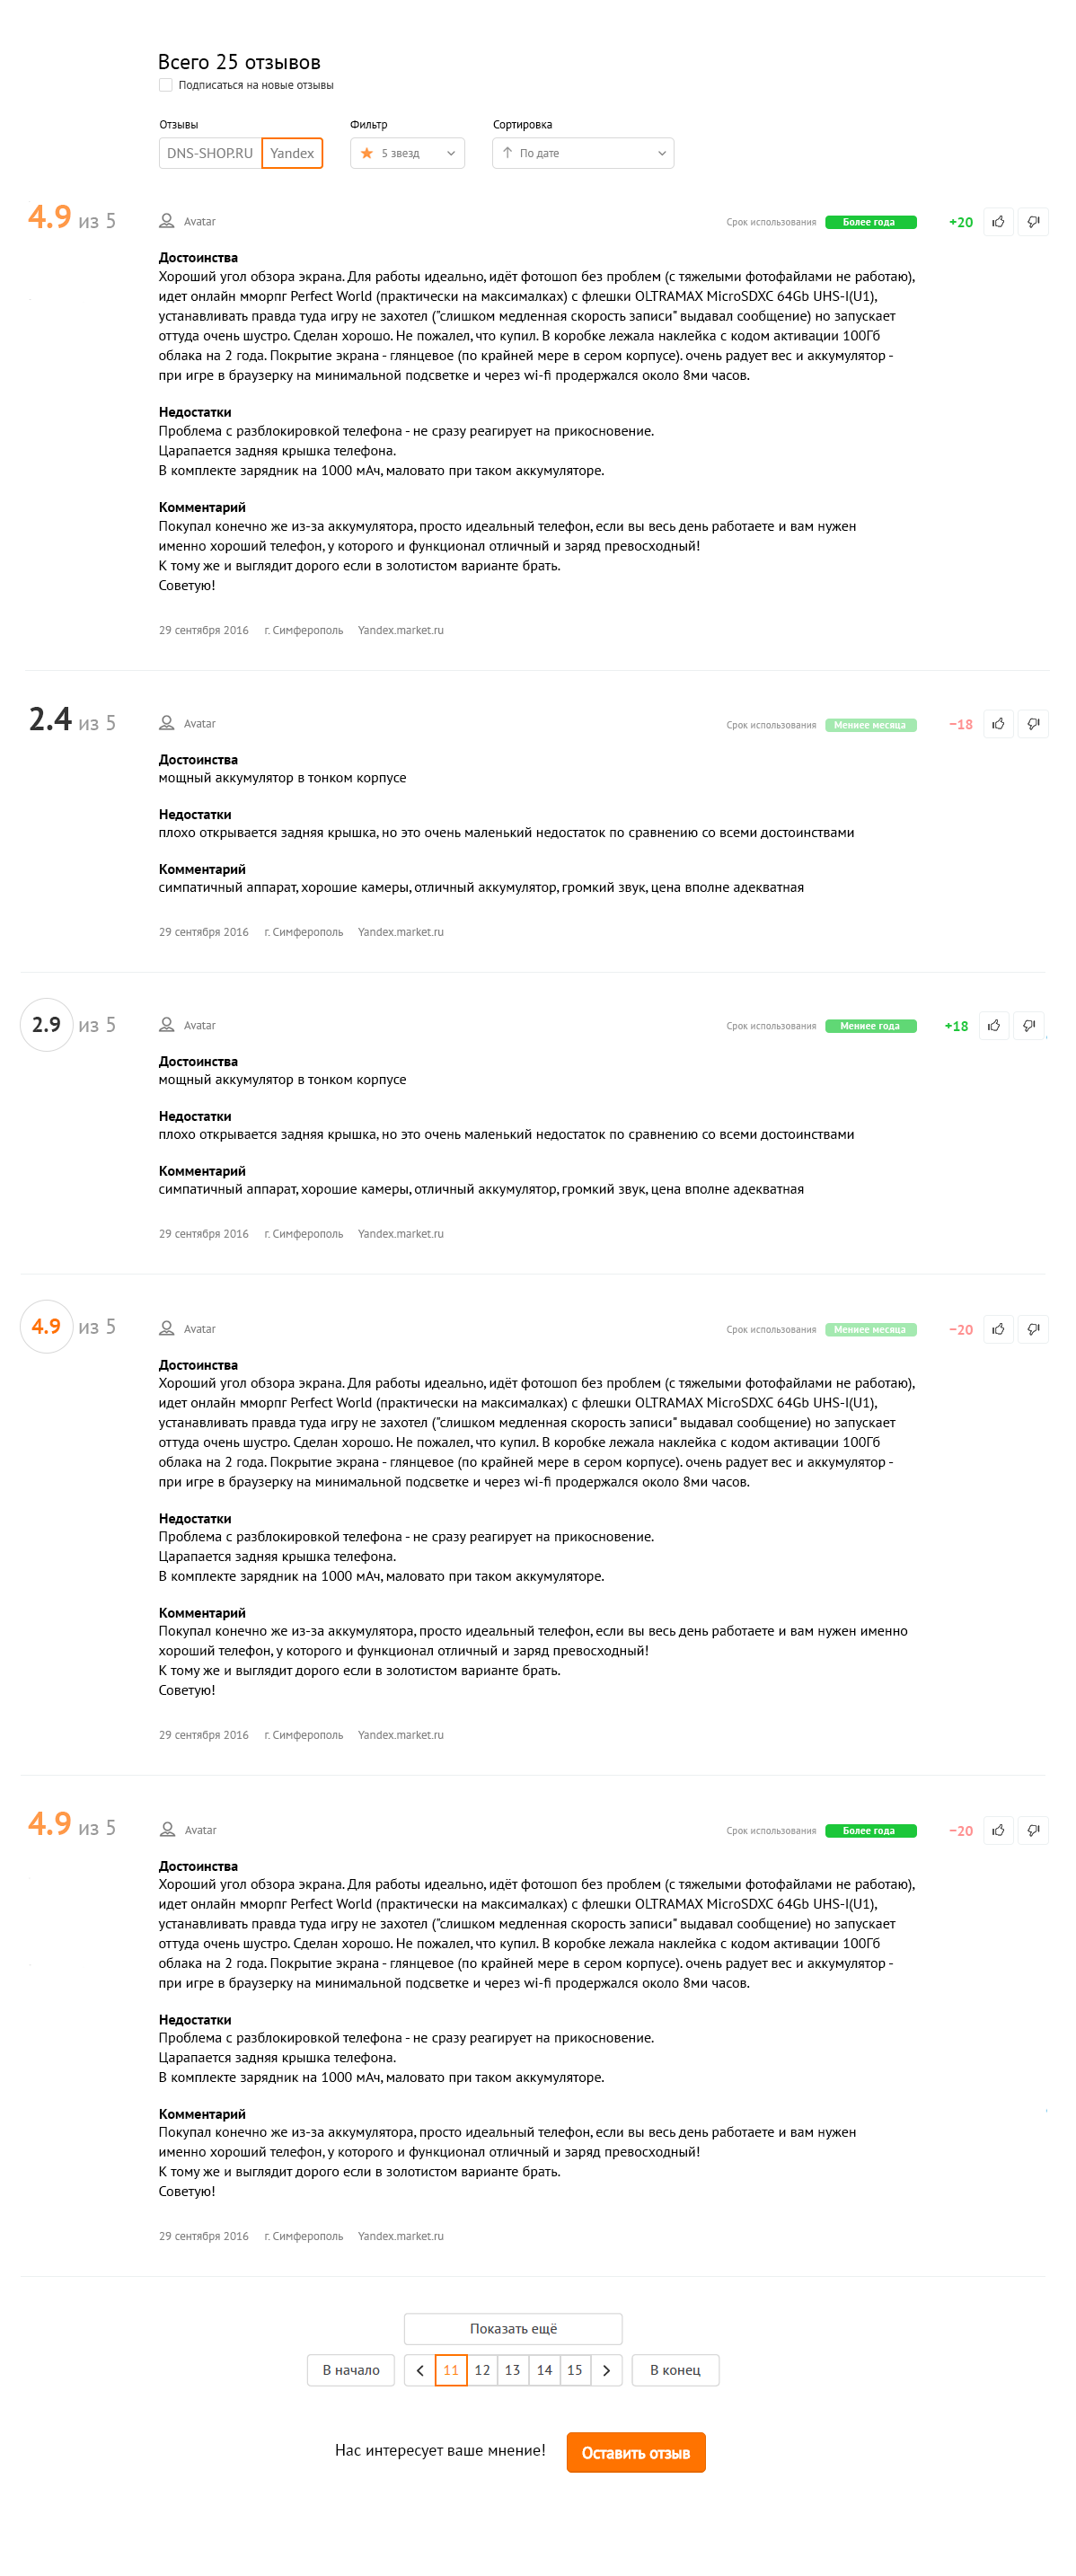 Всего 25 отзывов
Подписаться на новые отзывы
Отзывы Фильтр Сортировка
DNS-SHOP.RU Yandex 5 звезд По дате
4.9 из 5 Avatar Срок использования Более года +20
Достоинства
Хороший угол обзора экрана. Для работы идеально, идёт фотошоп без проблем (с тяжелыми фотофайлами не работаю),
идет онлайн мморпг Perfect World (практически на максималках) с флешки OLTRAMAX MicroSDXC 64Gb UHS-I(U1),
устанавливать правда туда игру не захотел ("слишком медленная скорость записи" выдавал сообщение) но запускает
оттуда очень шустро. Сделан хорошо. Не пожалел, что купил. В коробке лежала наклейка с кодом активации 100Гб
облака на 2 года. Покрытие экрана - глянцевое (по крайней мере в сером корпусе). очень радует вес и аккумулятор -
при игре в браузерку на минимальной подсветке и через wi-fi продержался около 8ми часов.
Недостатки
Проблема с разблокировкой телефона - не сразу реагирует на прикосновение.
Царапается задняя крышка телефона.
В комплекте зарядник на 1000 мАч, маловато при таком аккумуляторе.
Комментарий
Покупал конечно же из-за аккумулятора, просто идеальный телефон, если вы весь день работаете и вам нужен
именно хороший телефон, у которого и функционал отличный и заряд превосходный!
К тому же и выглядит дорого если в золотистом варианте брать.
Советую!
29 сентября 2016 г. Симферополь Yandex.market.ru
2.4 из 5 Avatar Срок использования Мениее месяца −18
Достоинства
мощный аккумулятор в тонком корпусе
Недостатки
плохо открывается задняя крышка, но это очень маленький недостаток по сравнению со всеми достоинствами
Комментарий
симпатичный аппарат, хорошие камеры, отличный аккумулятор, громкий звук, цена вполне адекватная
29 сентября 2016 г. Симферополь Yandex.market.ru
2.9 из 5 Avatar Срок использования Мениее года +18
Достоинства
мощный аккумулятор в тонком корпусе
Недостатки
плохо открывается задняя крышка, но это очень маленький недостаток по сравнению со всеми достоинствами
Комментарий
симпатичный аппарат, хорошие камеры, отличный аккумулятор, громкий звук, цена вполне адекватная
29 сентября 2016 г. Симферополь Yandex.market.ru
4.9 из 5 Avatar Срок использования Мениее месяца −20
Достоинства
Хороший угол обзора экрана. Для работы идеально, идёт фотошоп без проблем (с тяжелыми фотофайлами не работаю),
идет онлайн мморпг Perfect World (практически на максималках) с флешки OLTRAMAX MicroSDXC 64Gb UHS-I(U1),
устанавливать правда туда игру не захотел ("слишком медленная скорость записи" выдавал сообщение) но запускает
оттуда очень шустро. Сделан хорошо. Не пожалел, что купил. В коробке лежала наклейка с кодом активации 100Гб
облака на 2 года. Покрытие экрана - глянцевое (по крайней мере в сером корпусе). очень радует вес и аккумулятор -
при игре в браузерку на минимальной подсветке и через wi-fi продержался около 8ми часов.
Недостатки
Проблема с разблокировкой телефона - не сразу реагирует на прикосновение.
Царапается задняя крышка телефона.
В комплекте зарядник на 1000 мАч, маловато при таком аккумуляторе.
Комментарий
Покупал конечно же из-за аккумулятора, просто идеальный телефон, если вы весь день работаете и вам нужен именно
хороший телефон, у которого и функционал отличный и заряд превосходный!
К тому же и выглядит дорого если в золотистом варианте брать.
Советую!
29 сентября 2016 г. Симферополь Yandex.market.ru
4.9 из 5 Avatar Срок использования Более года −20
Достоинства
Хороший угол обзора экрана. Для работы идеально, идёт фотошоп без проблем (с тяжелыми фотофайлами не работаю),
идет онлайн мморпг Perfect World (практически на максималках) с флешки OLTRAMAX MicroSDXC 64Gb UHS-I(U1),
устанавливать правда туда игру не захотел ("слишком медленная скорость записи" выдавал сообщение) но запускает
оттуда очень шустро. Сделан хорошо. Не пожалел, что купил. В коробке лежала наклейка с кодом активации 100Гб
облака на 2 года. Покрытие экрана - глянцевое (по крайней мере в сером корпусе). очень радует вес и аккумулятор -
при игре в браузерку на минимальной подсветке и через wi-fi продержался около 8ми часов.
Недостатки
Проблема с разблокировкой телефона - не сразу реагирует на прикосновение.
Царапается задняя крышка телефона.
В комплекте зарядник на 1000 мАч, маловато при таком аккумуляторе.
Комментарий
Покупал конечно же из-за аккумулятора, просто идеальный телефон, если вы весь день работаете и вам нужен
именно хороший телефон, у которого и функционал отличный и заряд превосходный!
К тому же и выглядит дорого если в золотистом варианте брать.
Советую!
29 сентября 2016 г. Симферополь Yandex.market.ru
Показать ещё
В начало 11 12 13 14 15 В конец
Нас интересует ваше мнение! Оставить отзыв